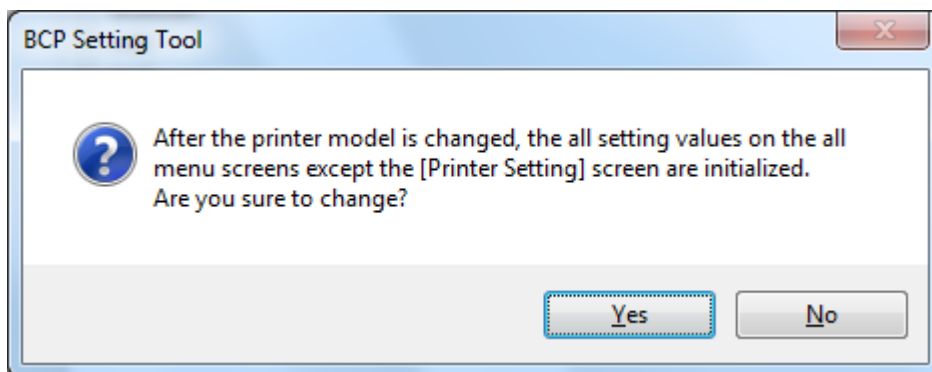 BCP Setting Tool
After the printer model is changed, the all setting values on the all
menu screens except the [Printer Setting] screen are initialized.
Are you sure to change?
Yes
No